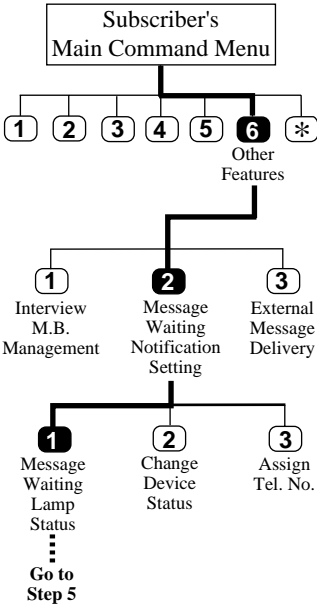 Subscriber's
Main Command Menu
1 2 3 4 5 6 *
Other
Features
1 2 3
Interview
M.B.
Management
Message
Waiting
Notification
Setting
External
Message
Delivery
1 2 3
Message
Waiting
Lamp
Status
Change
Device
Status
Assign
Tel. No.
Go to
Step 5